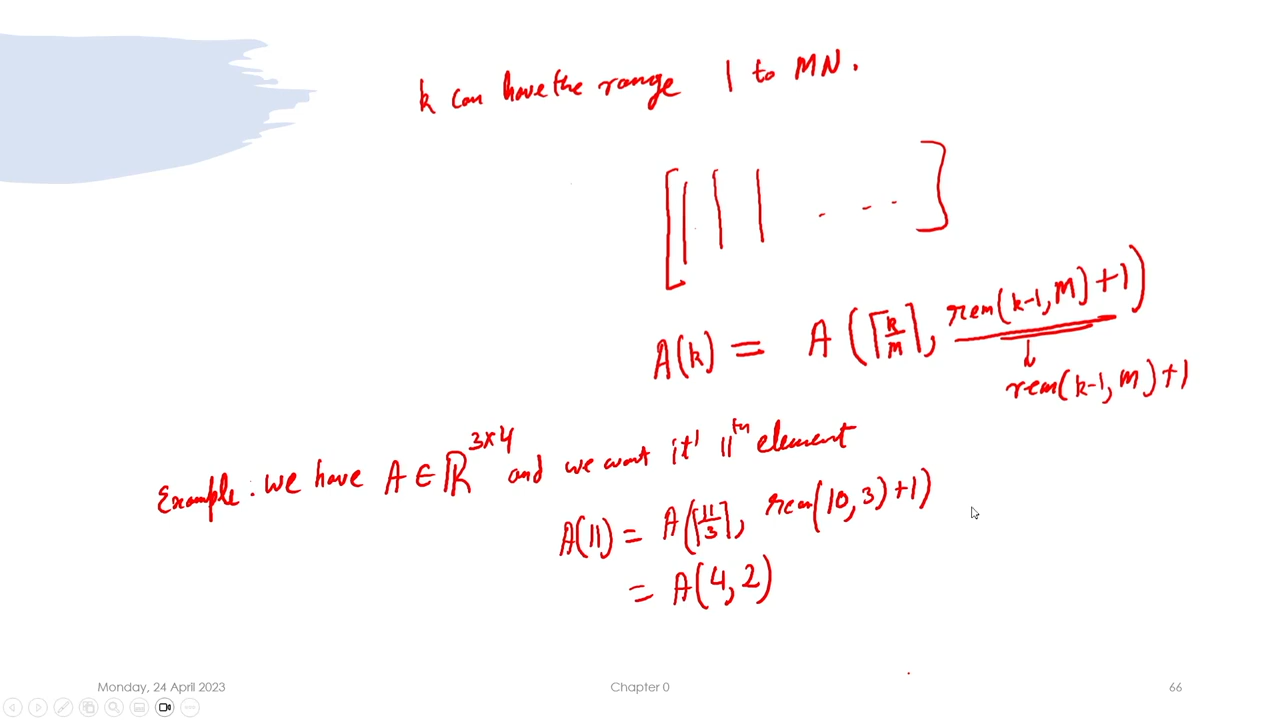 k can have the range 1 to MN.
A(k) = A(⌈k/M⌉, rem(k-1, M)+1)
rem(k-1, M)+1
Example: we have A ∈ ℝ^3×4 and we want it' 11th element
A(11) = A(⌈11/3⌉, rem(10,3)+1)
= A(4,2)
Monday, 24 April 2023 Chapter 0 66